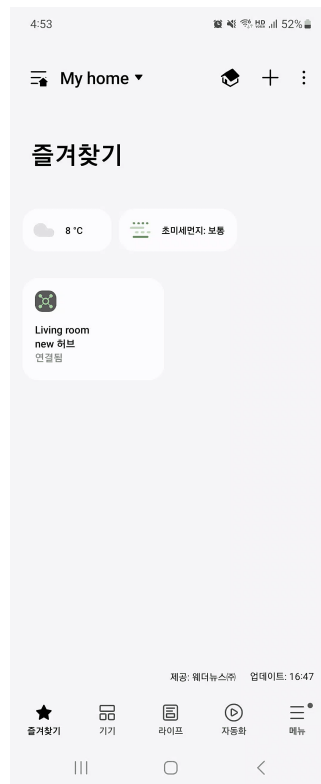 4:53
HD
52%
My home
즐겨찾기
8 °C
초미세먼지: 보통
Living room
new 허브
연결됨
제공: 웨더뉴스㈜ 업데이트: 16:47
즐겨찾기
기기
라이프
자동화
메뉴